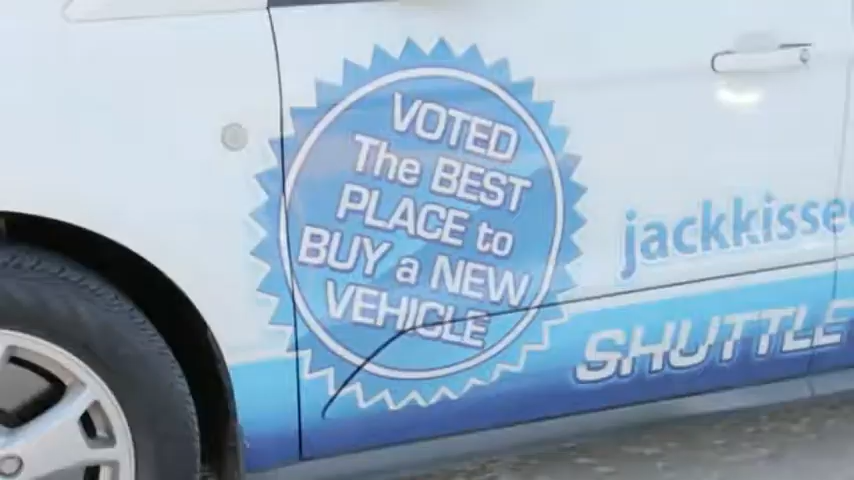 VOTED
The BEST
PLACE to
BUY a NEW
VEHICLE
jackkisse
SHUTTLE